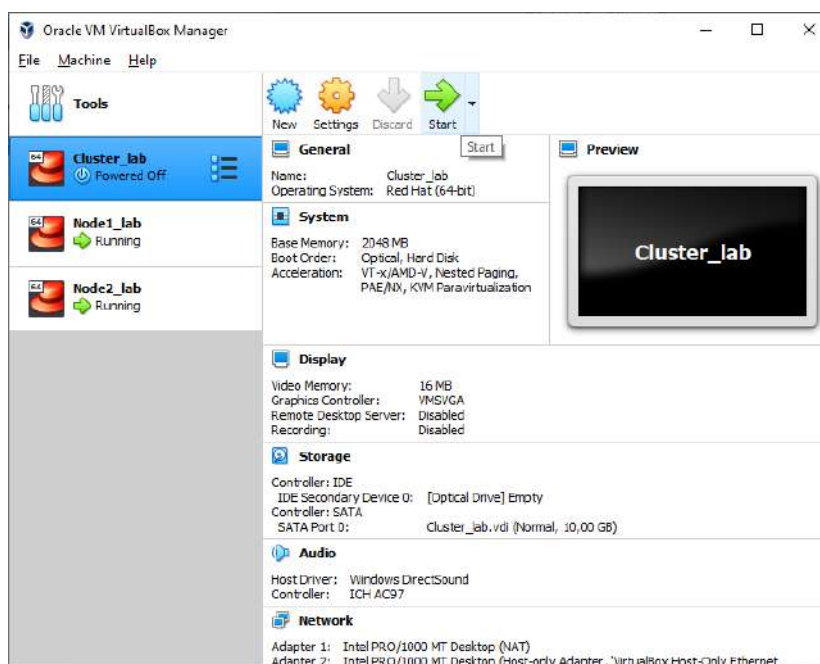 Oracle VM VirtualBox Manager
File Machine Help
Tools
New Settings Discard Start
Start
64
Cluster_lab
Powered Off
64
Node1_lab
Running
64
Node2_lab
Running
General
Name: Cluster_lab
Operating System: Red Hat (64-bit)
System
Base Memory: 2048 MB
Boot Order: Optical, Hard Disk
Acceleration: VT-x/AMD-V, Nested Paging,
PAE/NX, KVM Paravirtualization
Preview
Cluster_lab
Display
Video Memory: 16 MB
Graphics Controller: VMSVGA
Remote Desktop Server: Disabled
Recording: Disabled
Storage
Controller: IDE
IDE Secondary Device 0: [Optical Drive] Empty
Controller: SATA
SATA Port 0: Cluster_lab.vdi (Normal, 10,00 GB)
Audio
Host Driver: Windows DirectSound
Controller: ICH AC97
Network
Adapter 1: Intel PRO/1000 MT Desktop (NAT)
Adapter 2: Intel PRO/1000 MT Desktop (Host-only Adapter, 'VirtualBox Host-Only Ethernet